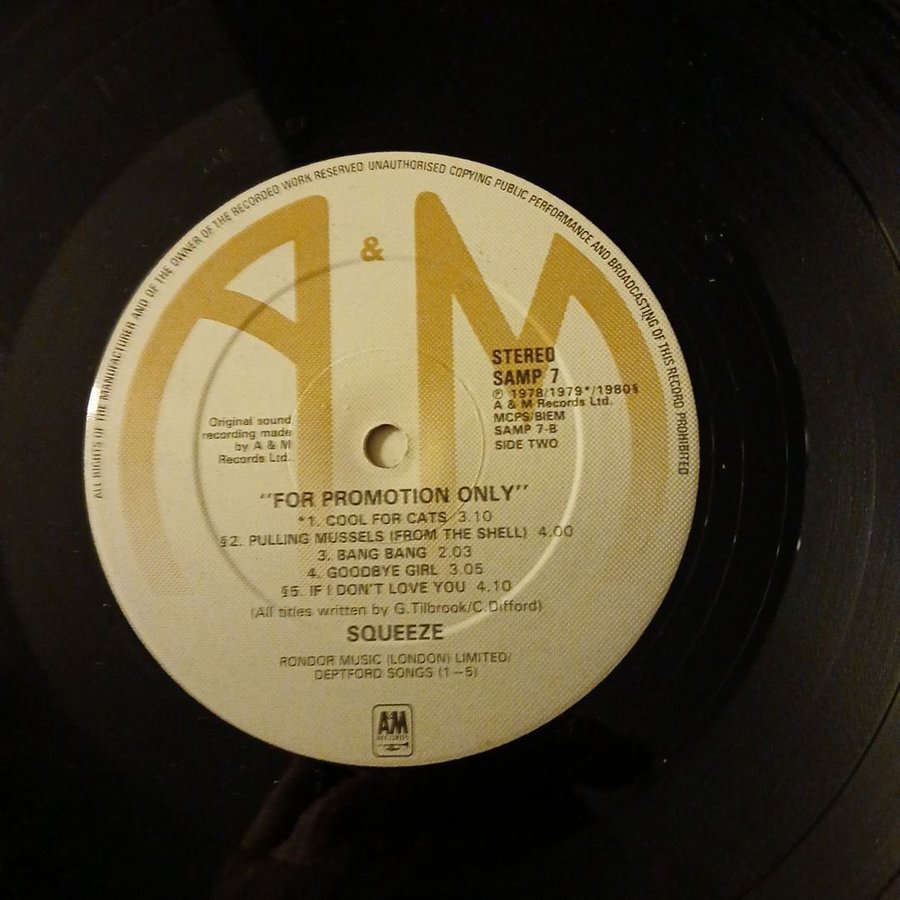 ALL RIGHTS OF THE MANUFACTURER AND OF THE OWNER OF THE RECORDED WORK RESERVED UNAUTHORISED COPYING PUBLIC PERFORMANCE AND BROADCASTING OF THIS RECORD PROHIBITED
A & M
STEREO
SAMP 7
℗ 1978/1979*/1980§
A & M Records Ltd.
MCPS/BIEM
SAMP 7-B
SIDE TWO
Original sound
recording made
by A & M
Records Ltd.
"FOR PROMOTION ONLY"
*1. COOL FOR CATS 3.10
§2. PULLING MUSSELS (FROM THE SHELL) 4.00
3. BANG BANG 2.03
4. GOODBYE GIRL 3.05
§5. IF I DON'T LOVE YOU 4.10
(All titles written by G.Tilbrook/C.Difford)
SQUEEZE
RONDOR MUSIC (LONDON) LIMITED/
DEPTFORD SONGS (1-5)
A&M
RECORDS